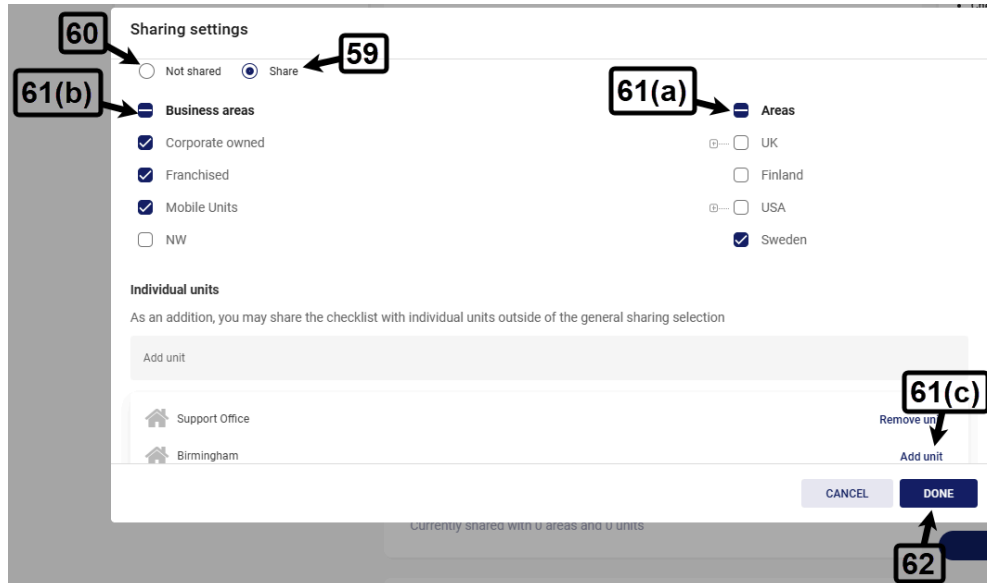 Sharing settings
60
59
Not shared Share
61(b)
61(a)
Business areas Areas
Corporate owned UK
Franchised Finland
Mobile Units USA
NW Sweden
Individual units
As an addition, you may share the checklist with individual units outside of the general sharing selection
Add unit
61(c)
Support Office Remove unit
Birmingham Add unit
CANCEL DONE
Currently shared with 0 areas and 0 units
62